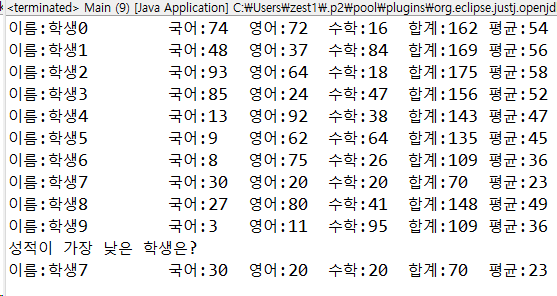 <terminated> Main (9) [Java Application] C:₩Users₩zest1₩.p2₩pool₩plugins₩org.eclipse.justj.openjd
이름:학생0 국어:74 영어:72 수학:16 합계:162 평균:54
이름:학생1 국어:48 영어:37 수학:84 합계:169 평균:56
이름:학생2 국어:93 영어:64 수학:18 합계:175 평균:58
이름:학생3 국어:85 영어:24 수학:47 합계:156 평균:52
이름:학생4 국어:13 영어:92 수학:38 합계:143 평균:47
이름:학생5 국어:9 영어:62 수학:64 합계:135 평균:45
이름:학생6 국어:8 영어:75 수학:26 합계:109 평균:36
이름:학생7 국어:30 영어:20 수학:20 합계:70 평균:23
이름:학생8 국어:27 영어:80 수학:41 합계:148 평균:49
이름:학생9 국어:3 영어:11 수학:95 합계:109 평균:36
성적이 가장 낮은 학생은?
이름:학생7 국어:30 영어:20 수학:20 합계:70 평균:23